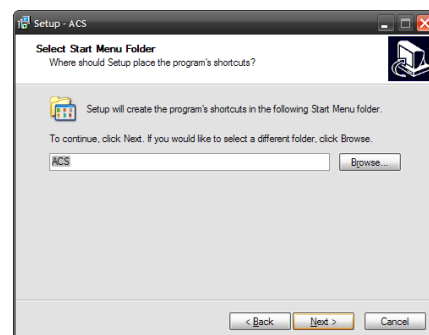 Setup - ACS
Select Start Menu Folder
Where should Setup place the program's shortcuts?
Setup will create the program's shortcuts in the following Start Menu folder.
To continue, click Next. If you would like to select a different folder, click Browse.
ACS
Browse...
< Back
Next >
Cancel